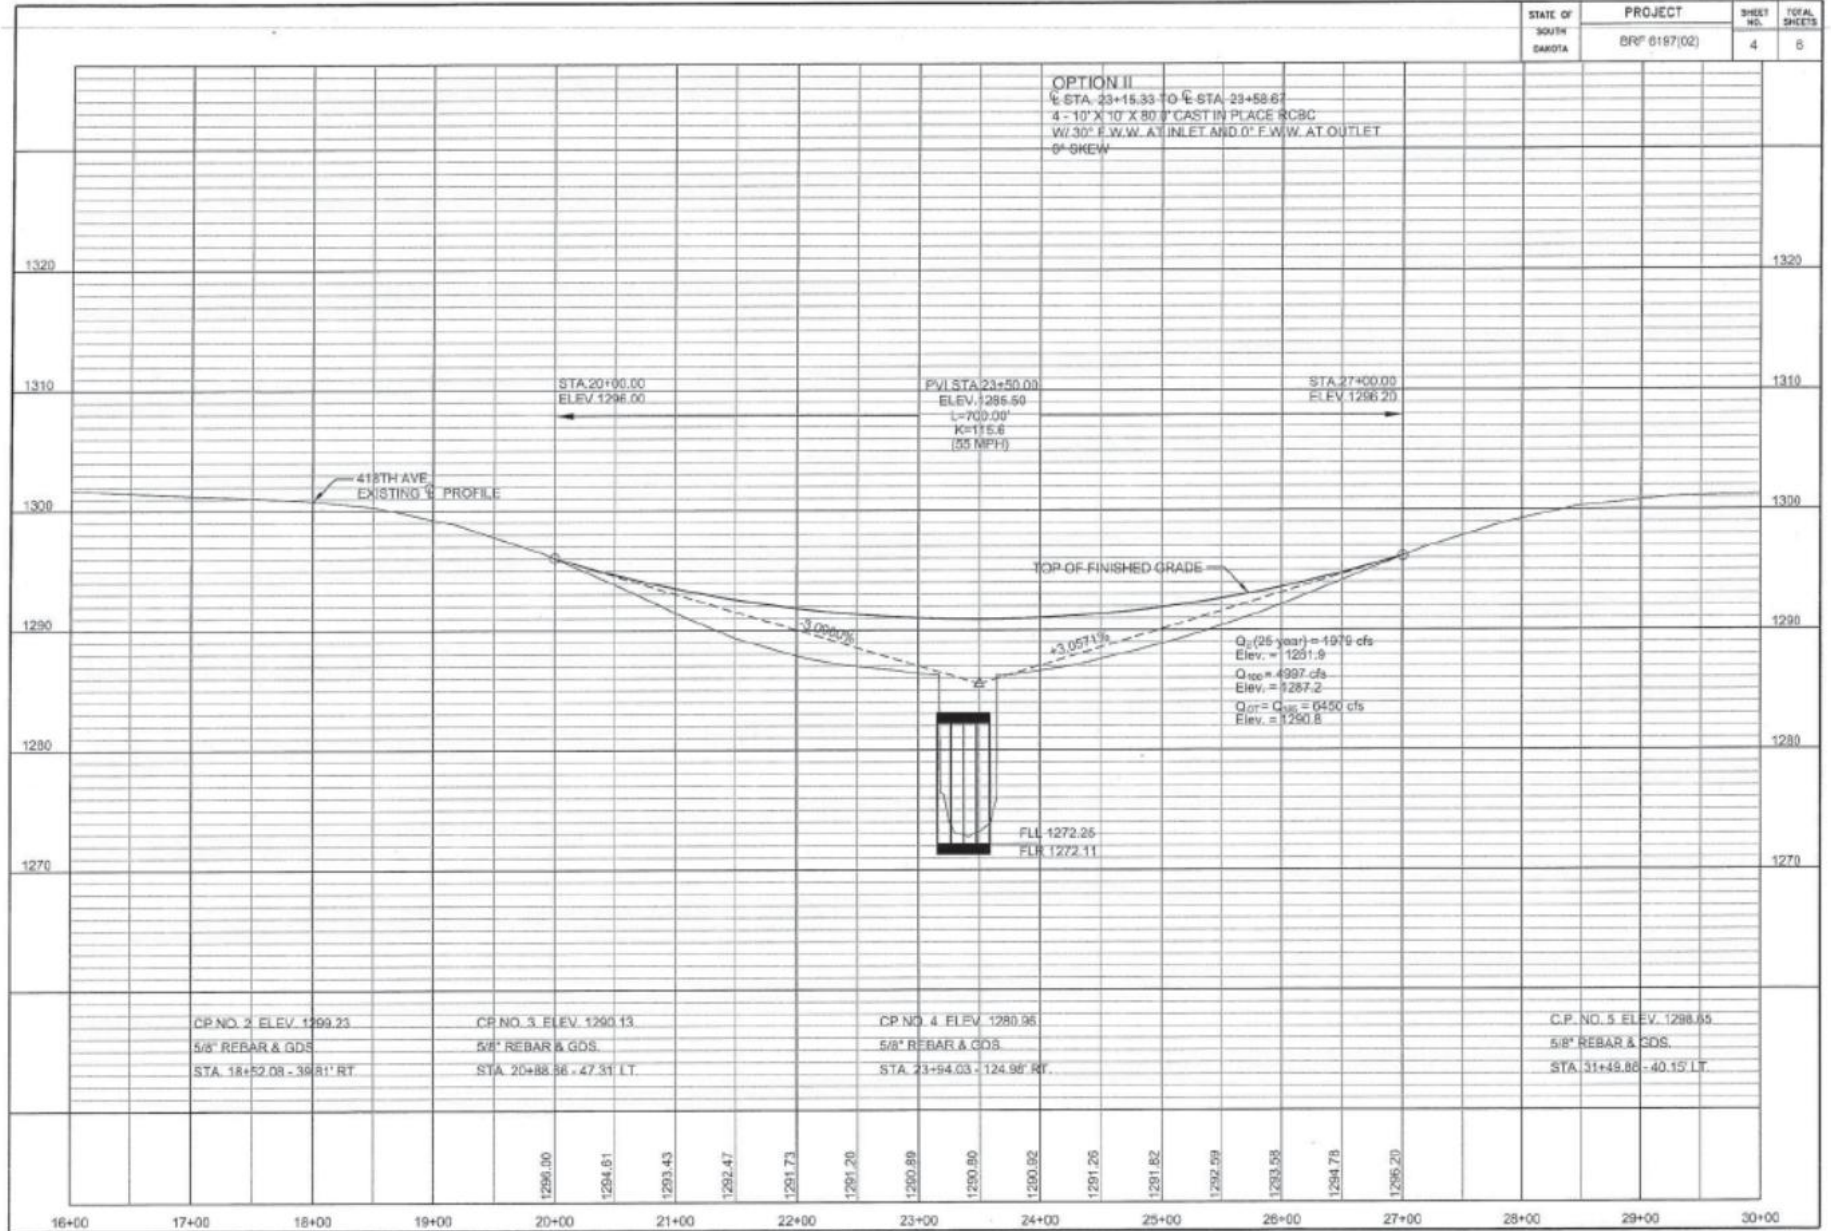 STATE OF
SOUTH
DAKOTA
PROJECT
BRF 6197(02)
SHEET
NO.
4
TOTAL
SHEETS
6
OPTION II
℄ STA. 23+15.33 TO ℄ STA. 23+58.67
4 - 10' X 10' X 80.0' CAST IN PLACE RCBC
W/ 30° F.W.W. AT INLET AND 0° F.W.W. AT OUTLET
0° SKEW
1320
1320
1310
1310
STA.20+00.00
ELEV.1296.00
PVI STA.23+50.00
ELEV.1285.50
L=700.00'
K=115.6
(55 MPH)
STA.27+00.00
ELEV.1296.20
418TH AVE.
EXISTING ℄ PROFILE
1300
1300
TOP OF FINISHED GRADE
1290
1290
-3.0000%
+3.0571%
Q2 (25 year) = 1979 cfs
Elev. = 1281.9
Q100 = 4997 cfs
Elev. = 1287.2
QOT = = 6450 cfs
Elev. = 1290.8
1280
1280
FLL 1272.25
FLR 1272.11
1270
1270
CP NO. 2 ELEV. 1299.23
5/8" REBAR & GDS.
STA. 18+52.08 - 39.81' RT.
CP NO. 3 ELEV. 1290.13
5/8" REBAR & GDS.
STA. 20+88.86 - 47.31' LT.
CP NO. 4 ELEV. 1280.96
5/8" REBAR & GDS.
STA. 23+94.03 - 124.98' RT.
C.P. NO. 5 ELEV. 1298.65
5/8" REBAR & GDS.
STA. 31+49.86 - 40.15' LT.
1296.00
1294.61
1293.43
1292.47
1291.73
1291.20
1290.89
1290.80
1290.92
1291.26
1291.82
1292.59
1293.58
1294.78
1296.20
16+00
17+00
18+00
19+00
20+00
21+00
22+00
23+00
24+00
25+00
26+00
27+00
28+00
29+00
30+00